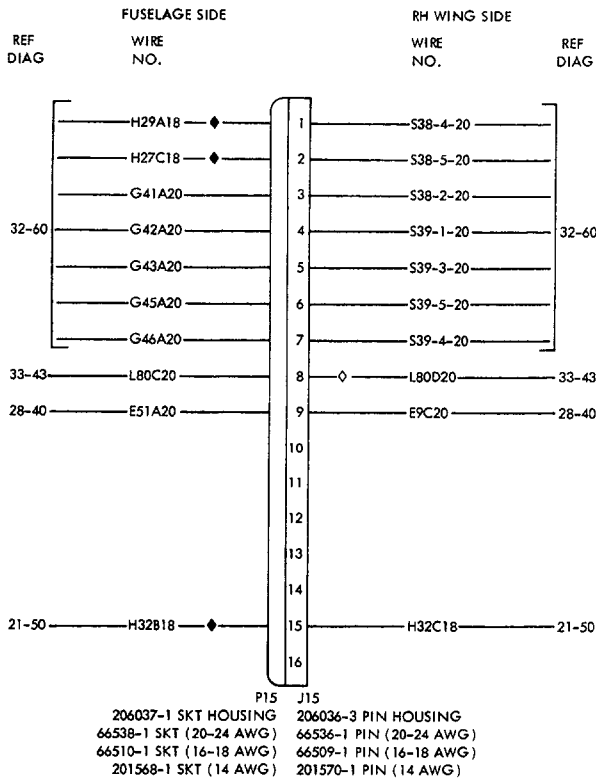 FUSELAGE SIDE RH WING SIDE
REF WIRE WIRE REF
DIAG NO. NO. DIAG
H29A18 1 S38-4-20
H27C18 2 S38-5-20
G41A20 3 S38-2-20
32-60 G42A20 4 S39-1-20 32-60
G43A20 5 S39-3-20
G45A20 6 S39-5-20
G46A20 7 S39-4-20
33-43 L80C20 8 L80D20 33-43
28-40 E51A20 9 E9C20 28-40
10
11
12
13
14
21-50 H32B18 15 H32C18 21-50
16
P15 J15
206037-1 SKT HOUSING 206036-3 PIN HOUSING
66538-1 SKT (20-24 AWG) 66536-1 PIN (20-24 AWG)
66510-1 SKT (16-18 AWG) 66509-1 PIN (16-18 AWG)
201568-1 SKT (14 AWG) 201570-1 PIN (14 AWG)